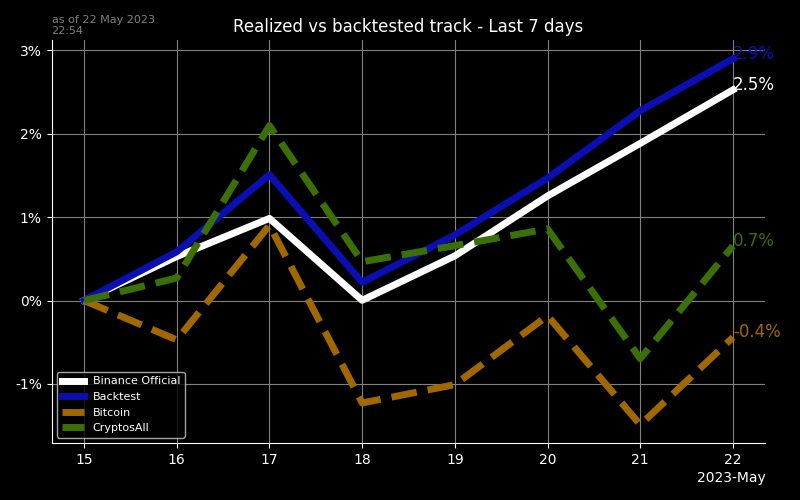 as of 22 May 2023
22:54
Realized vs backtested track - Last 7 days
3%
2%
1%
0%
-1%
2.9%
2.5%
0.7%
-0.4%
Binance Official
Backtest
Bitcoin
CryptosAll
15 16 17 18 19 20 21 22
2023-May